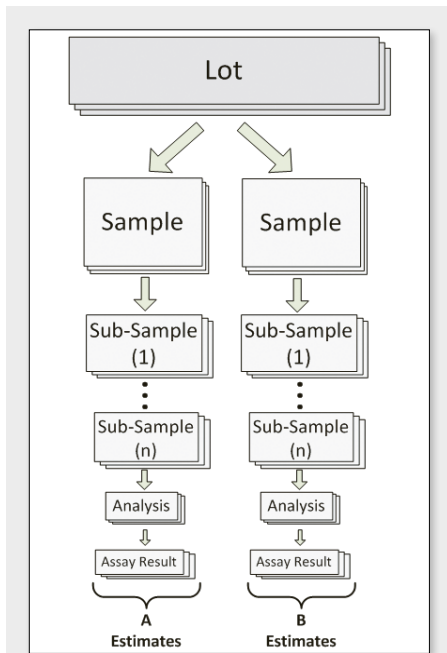 Lot
Sample Sample
Sub-Sample Sub-Sample
(1) (1)
Sub-Sample Sub-Sample
(n) (n)
Analysis Analysis
Assay Result Assay Result
A B
Estimates Estimates